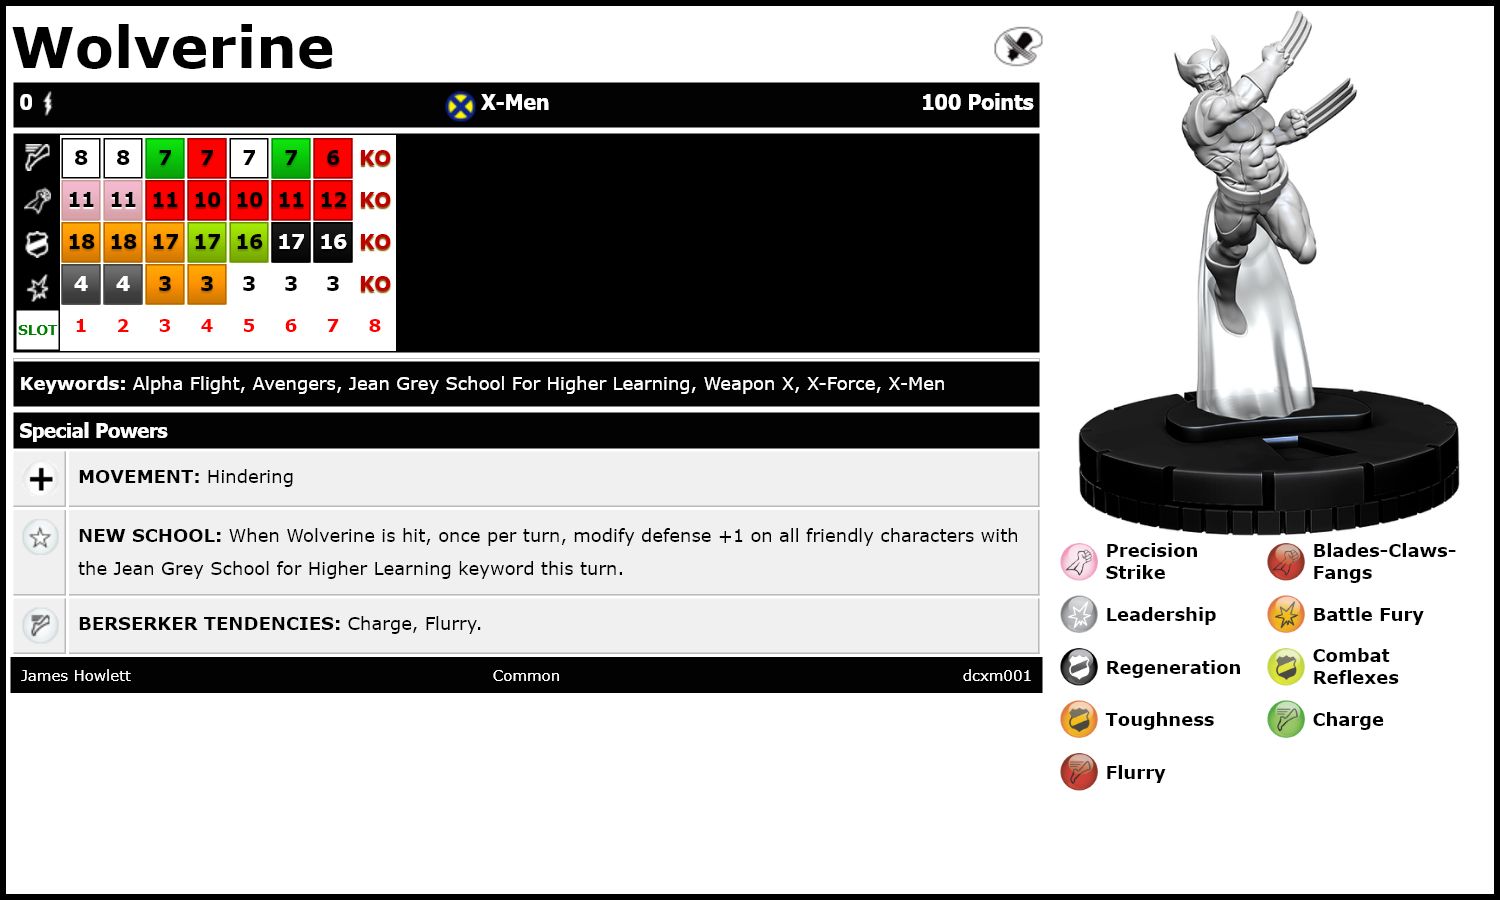 Wolverine
0 X-Men 100 Points
8 8 7 7 7 7 6 KO
11 11 11 10 10 11 12 KO
18 18 17 17 16 17 16 KO
4 4 3 3 3 3 3 KO
SLOT 1 2 3 4 5 6 7 8
Keywords: Alpha Flight, Avengers, Jean Grey School For Higher Learning, Weapon X, X-Force, X-Men
Special Powers
MOVEMENT: Hindering
NEW SCHOOL: When Wolverine is hit, once per turn, modify defense +1 on all friendly characters with
the Jean Grey School for Higher Learning keyword this turn.
BERSERKER TENDENCIES: Charge, Flurry.
James Howlett Common dcxm001
Precision
Strike
Blades-Claws-
Fangs
Leadership
Battle Fury
Regeneration
Combat
Reflexes
Toughness
Charge
Flurry